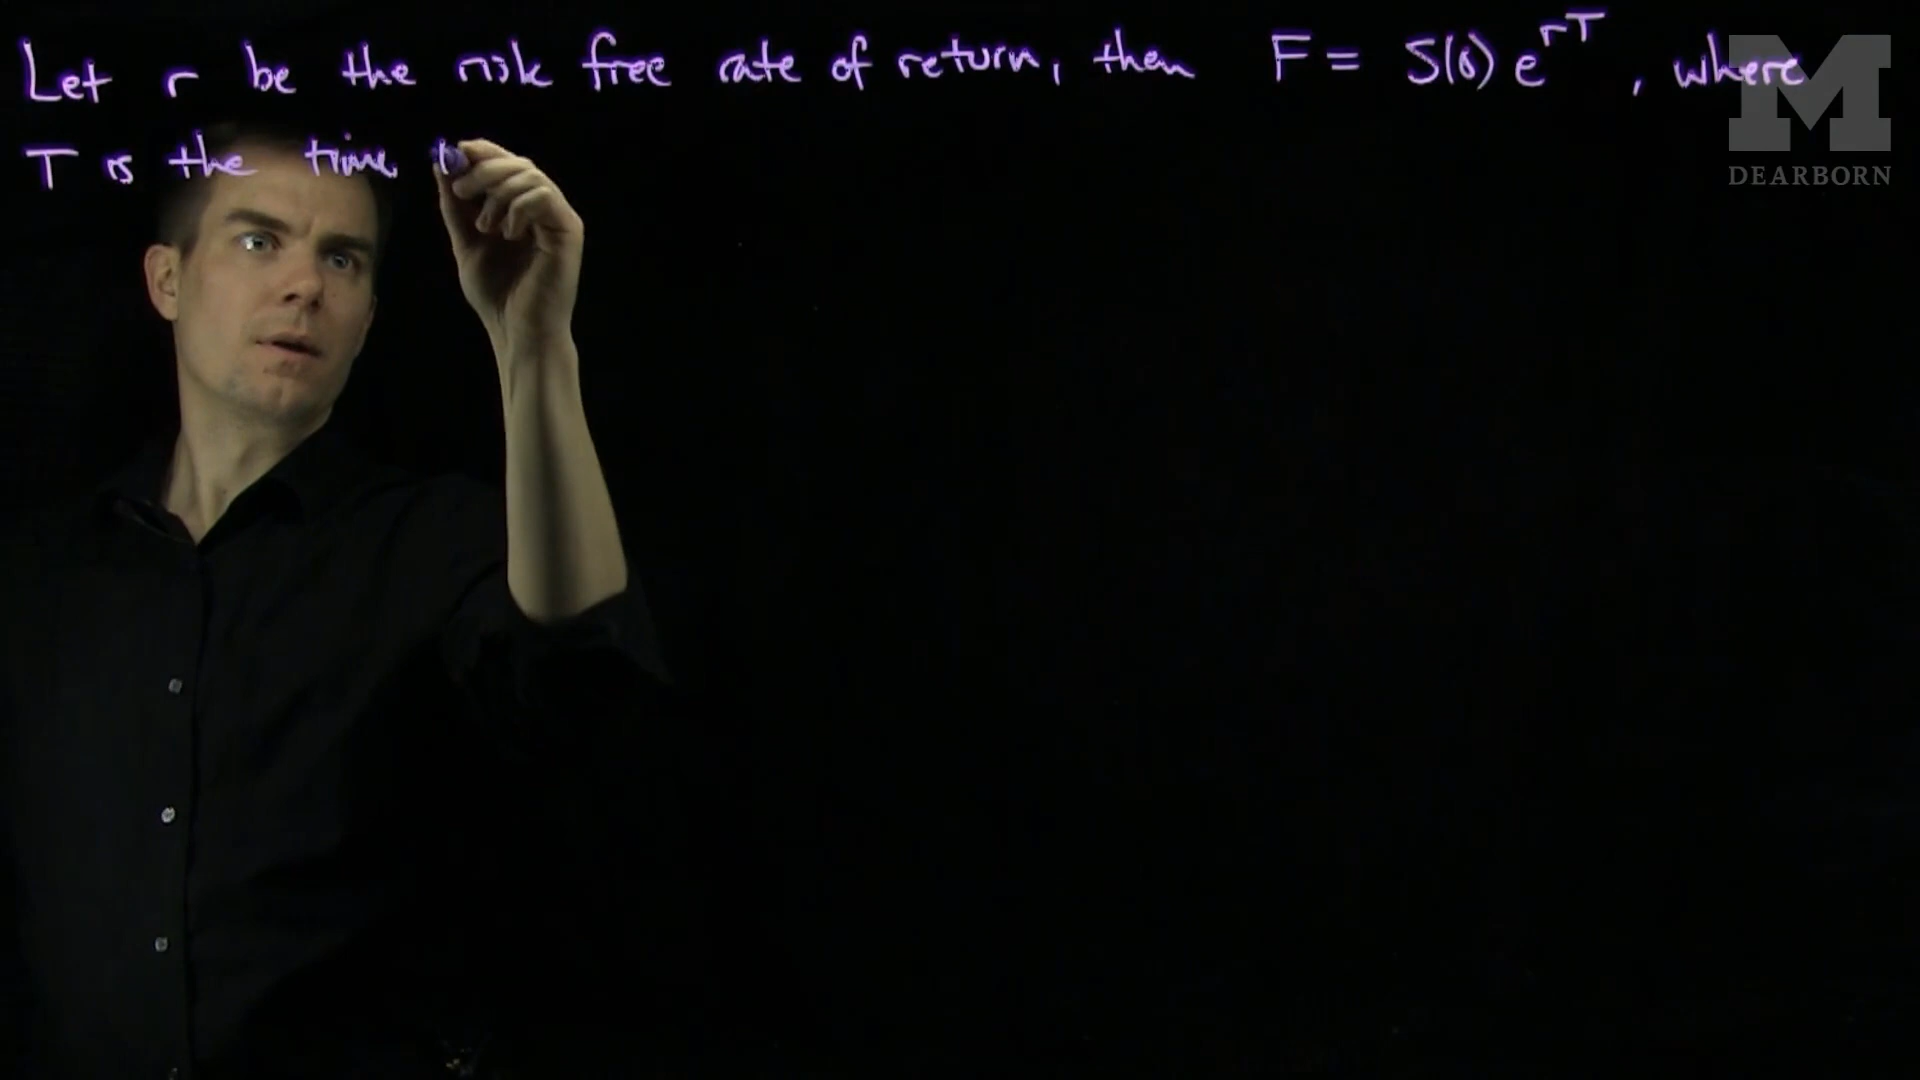 Let r be the risk free rate of return, then F = S(0) e^{rT}, where
T is the time
M
DEARBORN